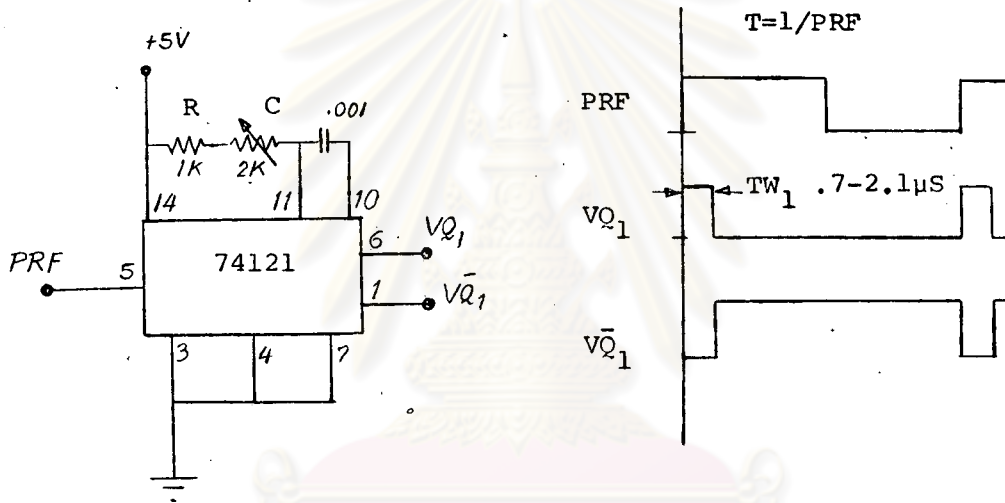 +5V
R C .001
1K 2K
14 11 10
PRF 5 74121 6 VQ1
1 VQ̄1
3 4 7
T=1/PRF
PRF
TW1 .7-2.1µS
VQ1
VQ̄1